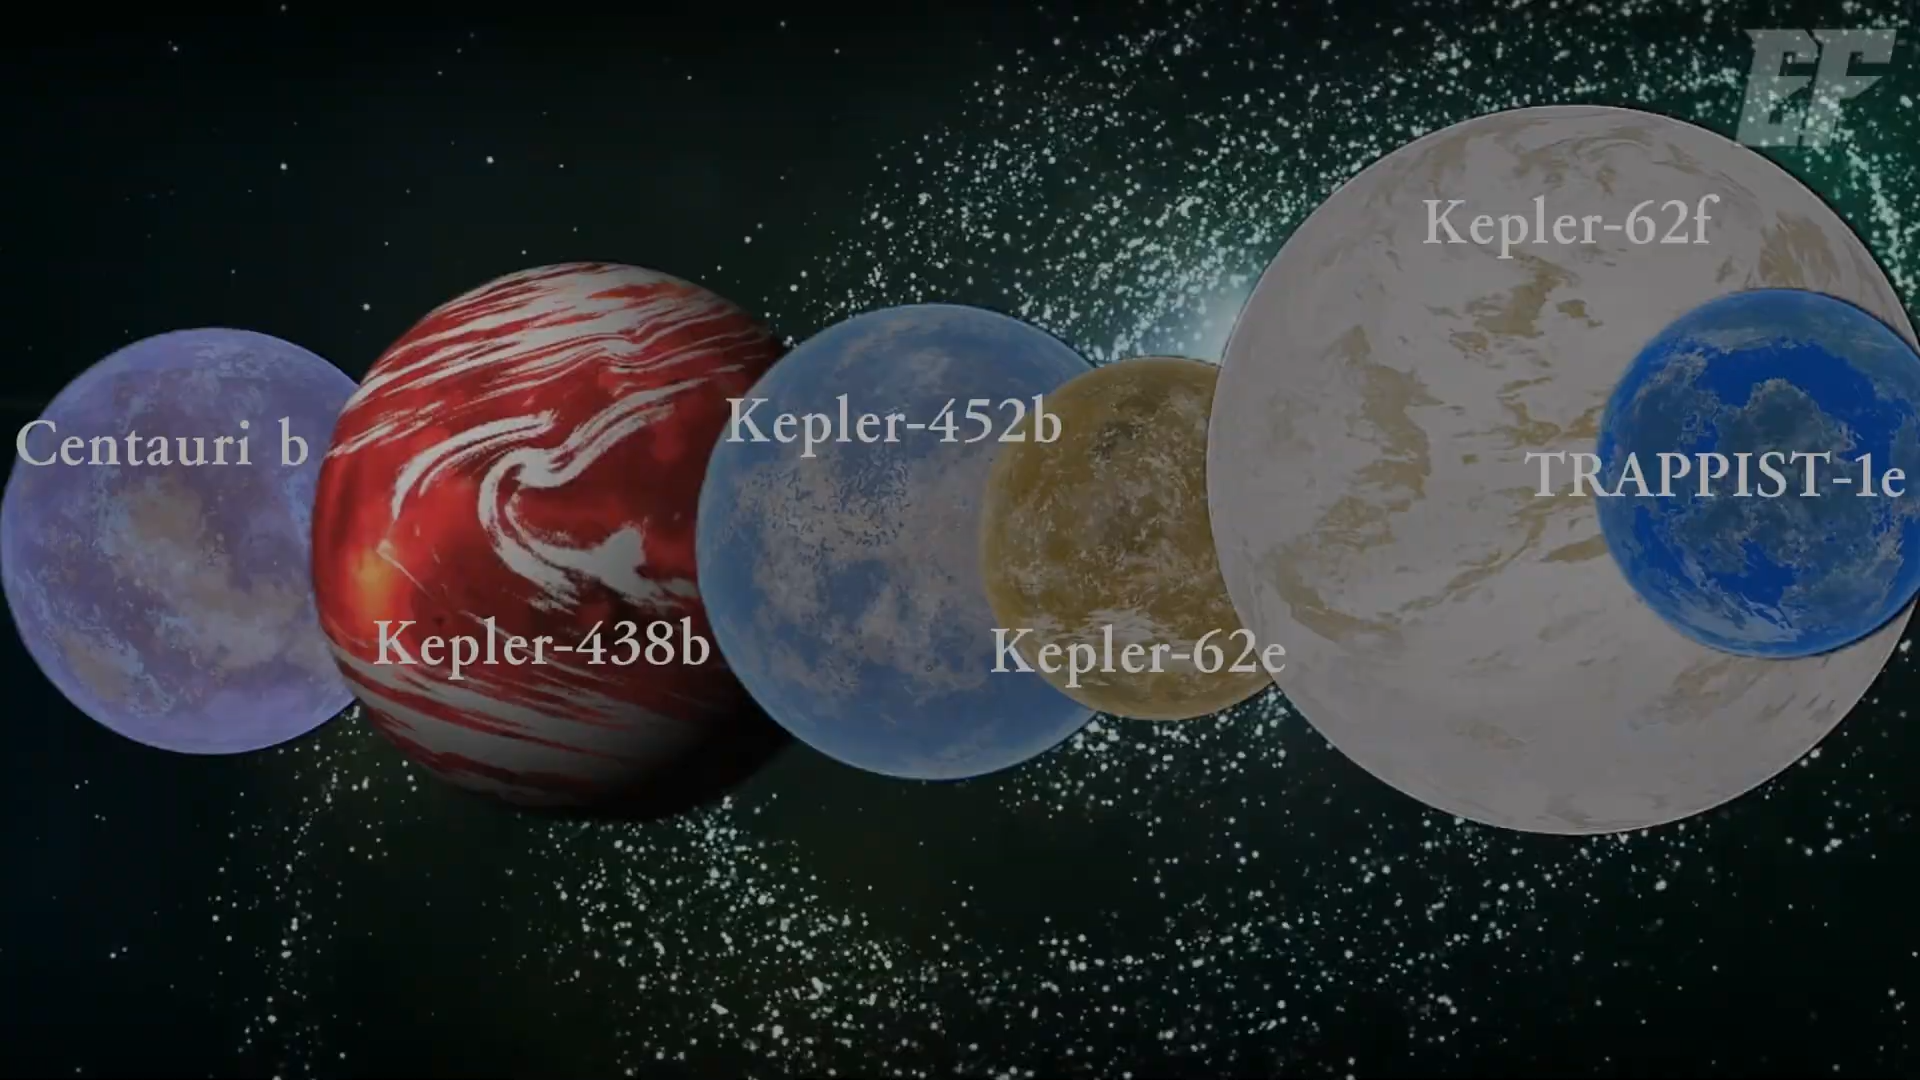 EF
Centauri b
Kepler-438b
Kepler-452b
Kepler-62e
Kepler-62f
TRAPPIST-1e